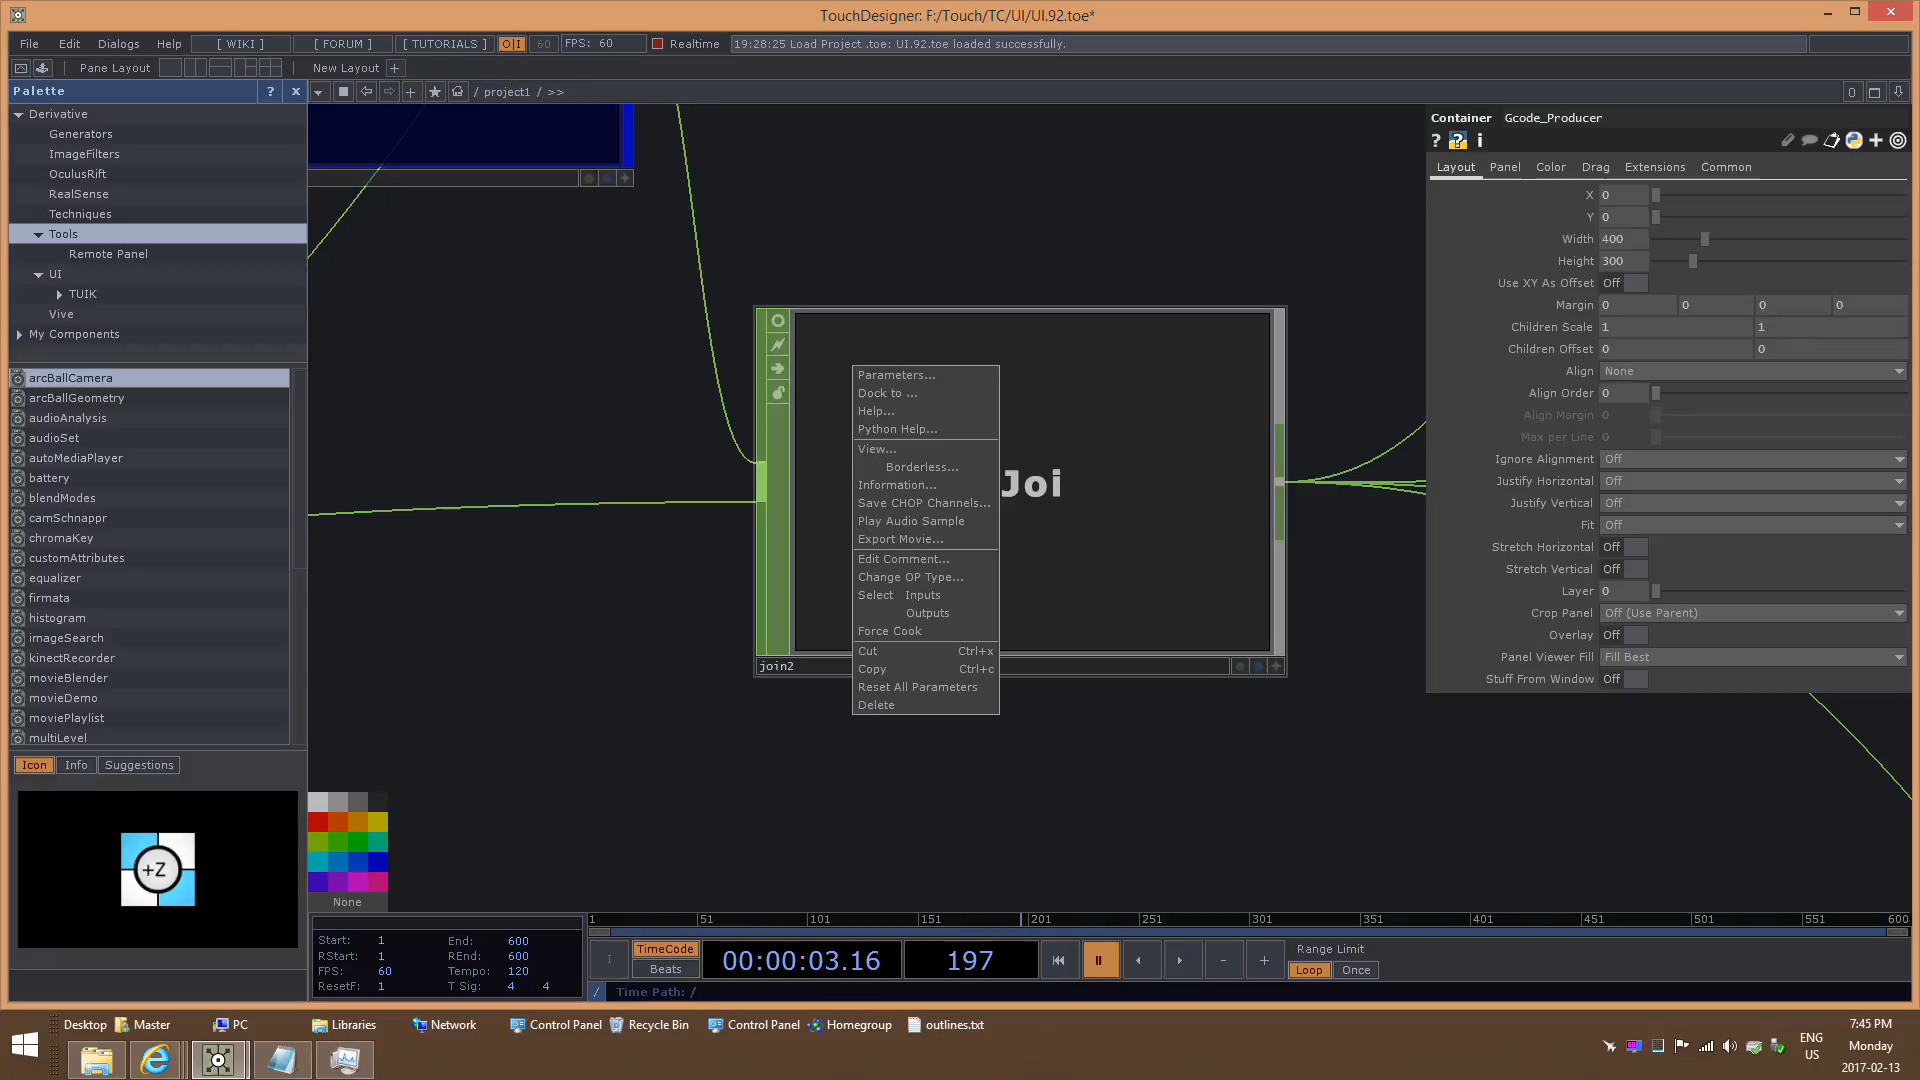 TouchDesigner: F:/Touch/TC/UI/UI.92.toe*
File Edit Dialogs Help [ WIKI ] [ FORUM ] [ TUTORIALS ] O|I 60 FPS: 60 Realtime 19:28:25 Load Project .toe: UI.92.toe loaded successfully.
Pane Layout New Layout +
Palette ? x / project1 / >> 0
Derivative
Generators
ImageFilters
OculusRift
RealSense
Techniques
Tools
Remote Panel
UI
TUIK
Vive
My Components
arcBallCamera
arcBallGeometry
audioAnalysis
audioSet
autoMediaPlayer
battery
blendModes
camSchnappr
chromaKey
customAttributes
equalizer
firmata
histogram
imageSearch
kinectRecorder
movieBlender
movieDemo
moviePlaylist
multiLevel
Icon Info Suggestions
+Z
None
Joi
join2
Parameters...
Dock to ...
Help...
Python Help...
View...
Borderless...
Information...
Save CHOP Channels...
Play Audio Sample
Export Movie...
Edit Comment...
Change OP Type...
Select Inputs
Outputs
Force Cook
Cut Ctrl+x
Copy Ctrl+c
Reset All Parameters
Delete
Container Gcode_Producer
? ? i
Layout Panel Color Drag Extensions Common
X 0
Y 0
Width 400
Height 300
Use XY As Offset Off
Margin 0 0 0 0
Children Scale 1 1
Children Offset 0 0
Align None
Align Order 0
Align Margin 0
Max per Line 0
Ignore Alignment Off
Justify Horizontal Off
Justify Vertical Off
Fit Off
Stretch Horizontal Off
Stretch Vertical Off
Layer 0
Crop Panel Off (Use Parent)
Overlay Off
Panel Viewer Fill Fill Best
Stuff From Window Off
1 51 101 151 201 251 301 351 401 451 501 551 600
Start: 1 End: 600
RStart: 1 REnd: 600
FPS: 60 Tempo: 120
ResetF: 1 T Sig: 4 4
I TimeCode Beats 00:00:03.16 197 - + Range Limit
Loop Once
/ Time Path: /
Desktop Master PC Libraries Network Control Panel Recycle Bin Control Panel Homegroup outlines.txt
ENG
US
7:45 PM
Monday
2017-02-13